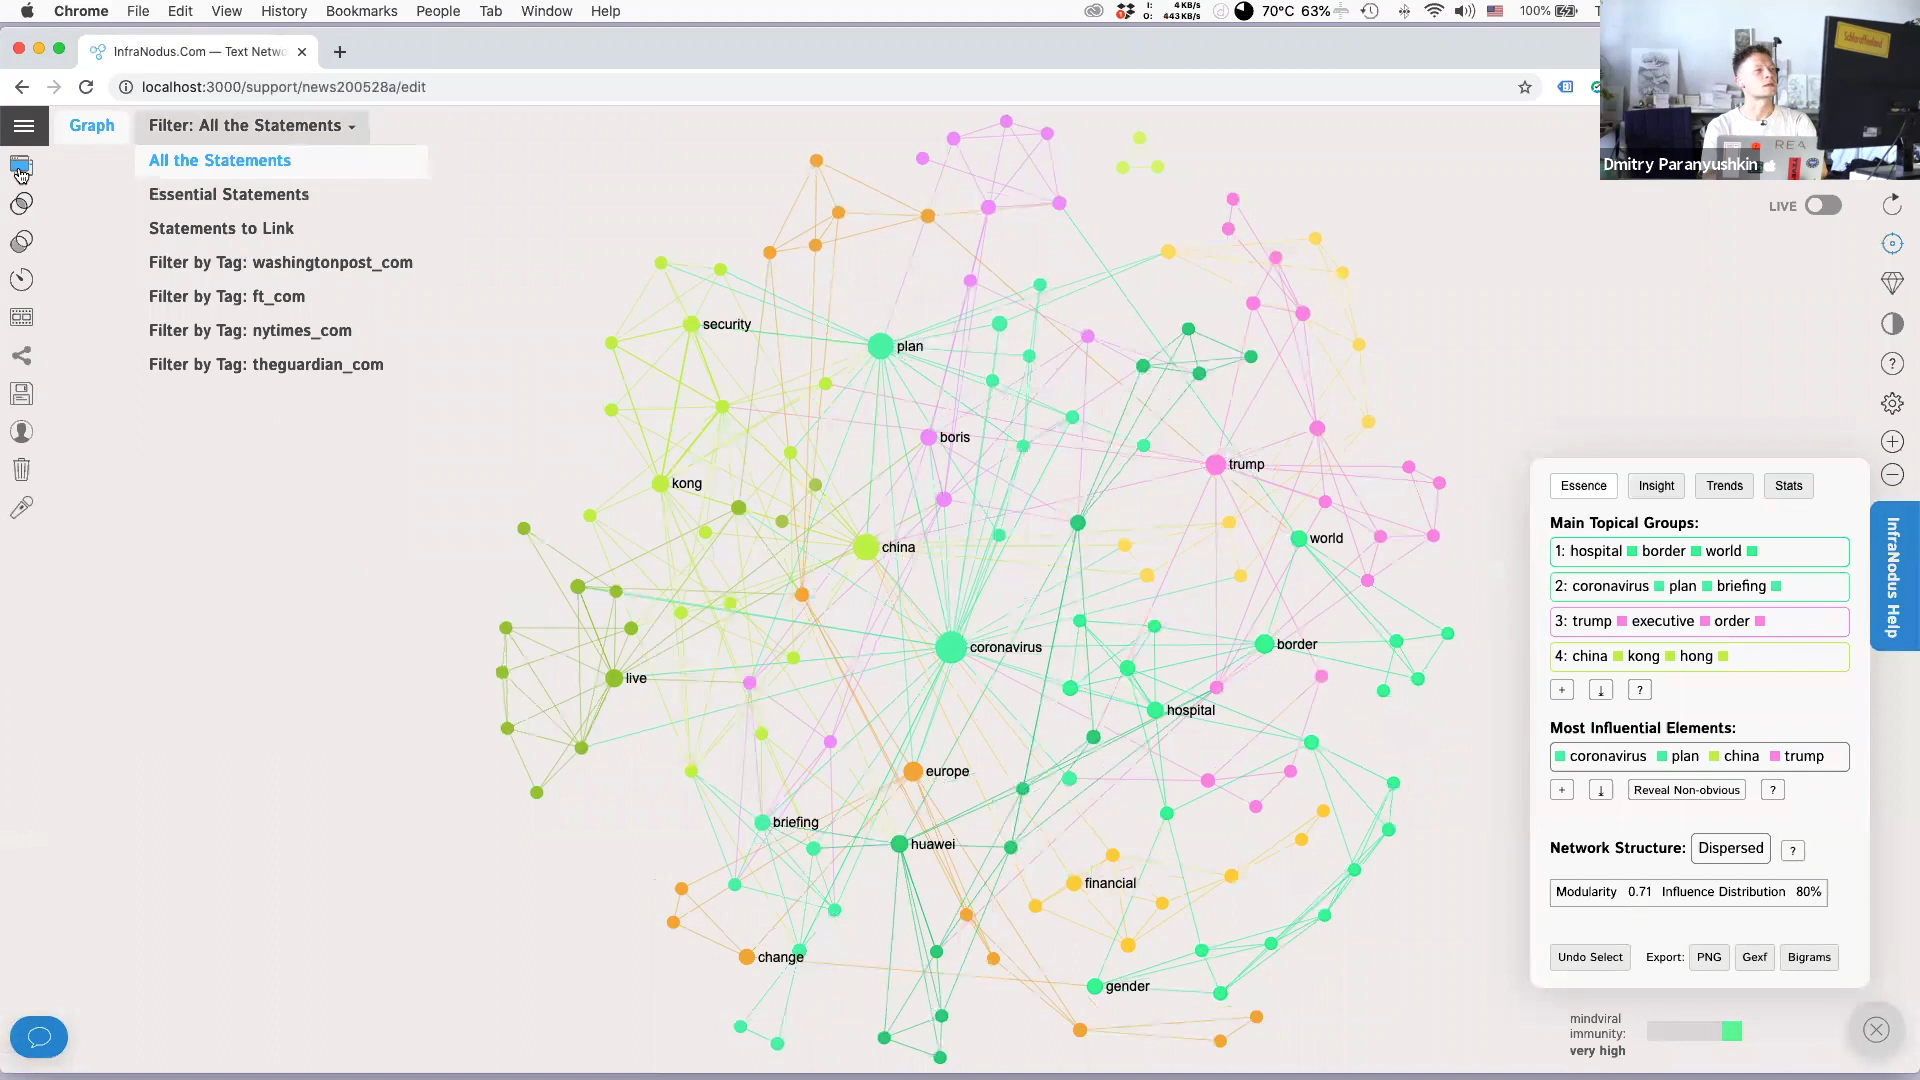 Chrome File Edit View History Bookmarks People Tab Window Help
I: 4 KB/s
O: 443 KB/s
70°C 63% 100%
InfraNodus.Com — Text Netwo
localhost:3000/support/news200528a/edit
Graph
Filter: All the Statements
All the Statements
Essential Statements
Statements to Link
Filter by Tag: washingtonpost_com
Filter by Tag: ft_com
Filter by Tag: nytimes_com
Filter by Tag: theguardian_com
REA
Dmitry Paranyushkin
LIVE
security
plan
boris
trump
kong
china
world
coronavirus
border
live
hospital
europe
briefing
huawei
financial
change
gender
Essence Insight Trends Stats
Main Topical Groups:
1: hospital border world
2: coronavirus plan briefing
3: trump executive order
4: china kong hong
+ ?
Most Influential Elements:
coronavirus plan china trump
+ Reveal Non-obvious ?
Network Structure: Dispersed ?
Modularity 0.71 Influence Distribution 80%
Undo Select Export: PNG Gexf Bigrams
InfraNodus Help
mindviral
immunity:
very high